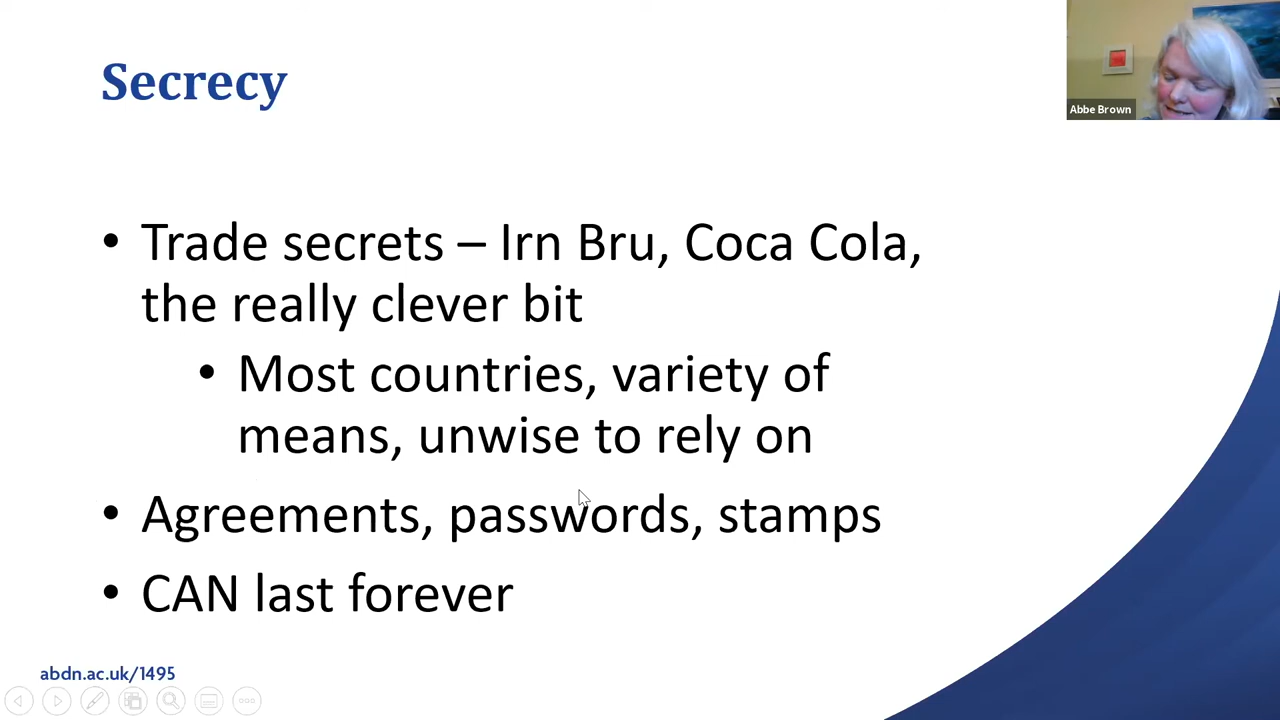 Secrecy
Abbe Brown
• Trade secrets – Irn Bru, Coca Cola,
the really clever bit
• Most countries, variety of
means, unwise to rely on
• Agreements, passwords, stamps
• CAN last forever
abdn.ac.uk/1495